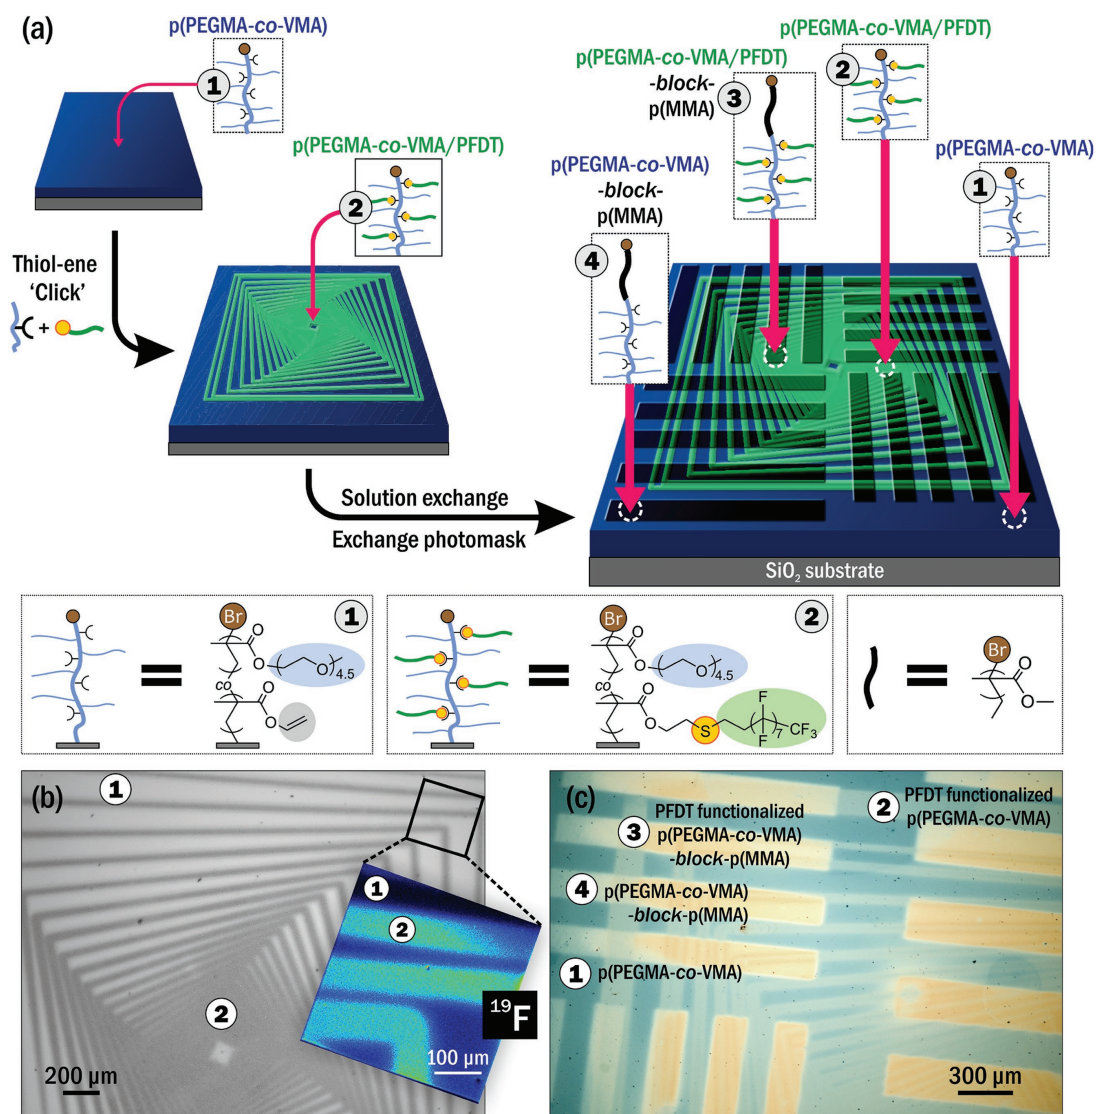 (a)
p(PEGMA-co-VMA)
1
p(PEGMA-co-VMA/PFDT)
2
Thiol-ene
‘Click’
+
Solution exchange
Exchange photomask
p(PEGMA-co-VMA/PFDT)
-block-
p(MMA)
3
p(PEGMA-co-VMA/PFDT)
2
p(PEGMA-co-VMA)
1
p(PEGMA-co-VMA)
-block-
p(MMA)
4
SiO₂ substrate
=
1
Br
O
O
O
4.5
co
O
O
=
2
Br
O
O
O
4.5
co
O
O
S
F
F
7
CF₃
=
Br
O
O
(b)
1
2
1
2
¹⁹F
100 µm
200 µm
(c)
PFDT functionalized
3 p(PEGMA-co-VMA)
-block-p(MMA)
2 PFDT functionalized
p(PEGMA-co-VMA)
4 p(PEGMA-co-VMA)
-block-p(MMA)
1 p(PEGMA-co-VMA)
300 µm